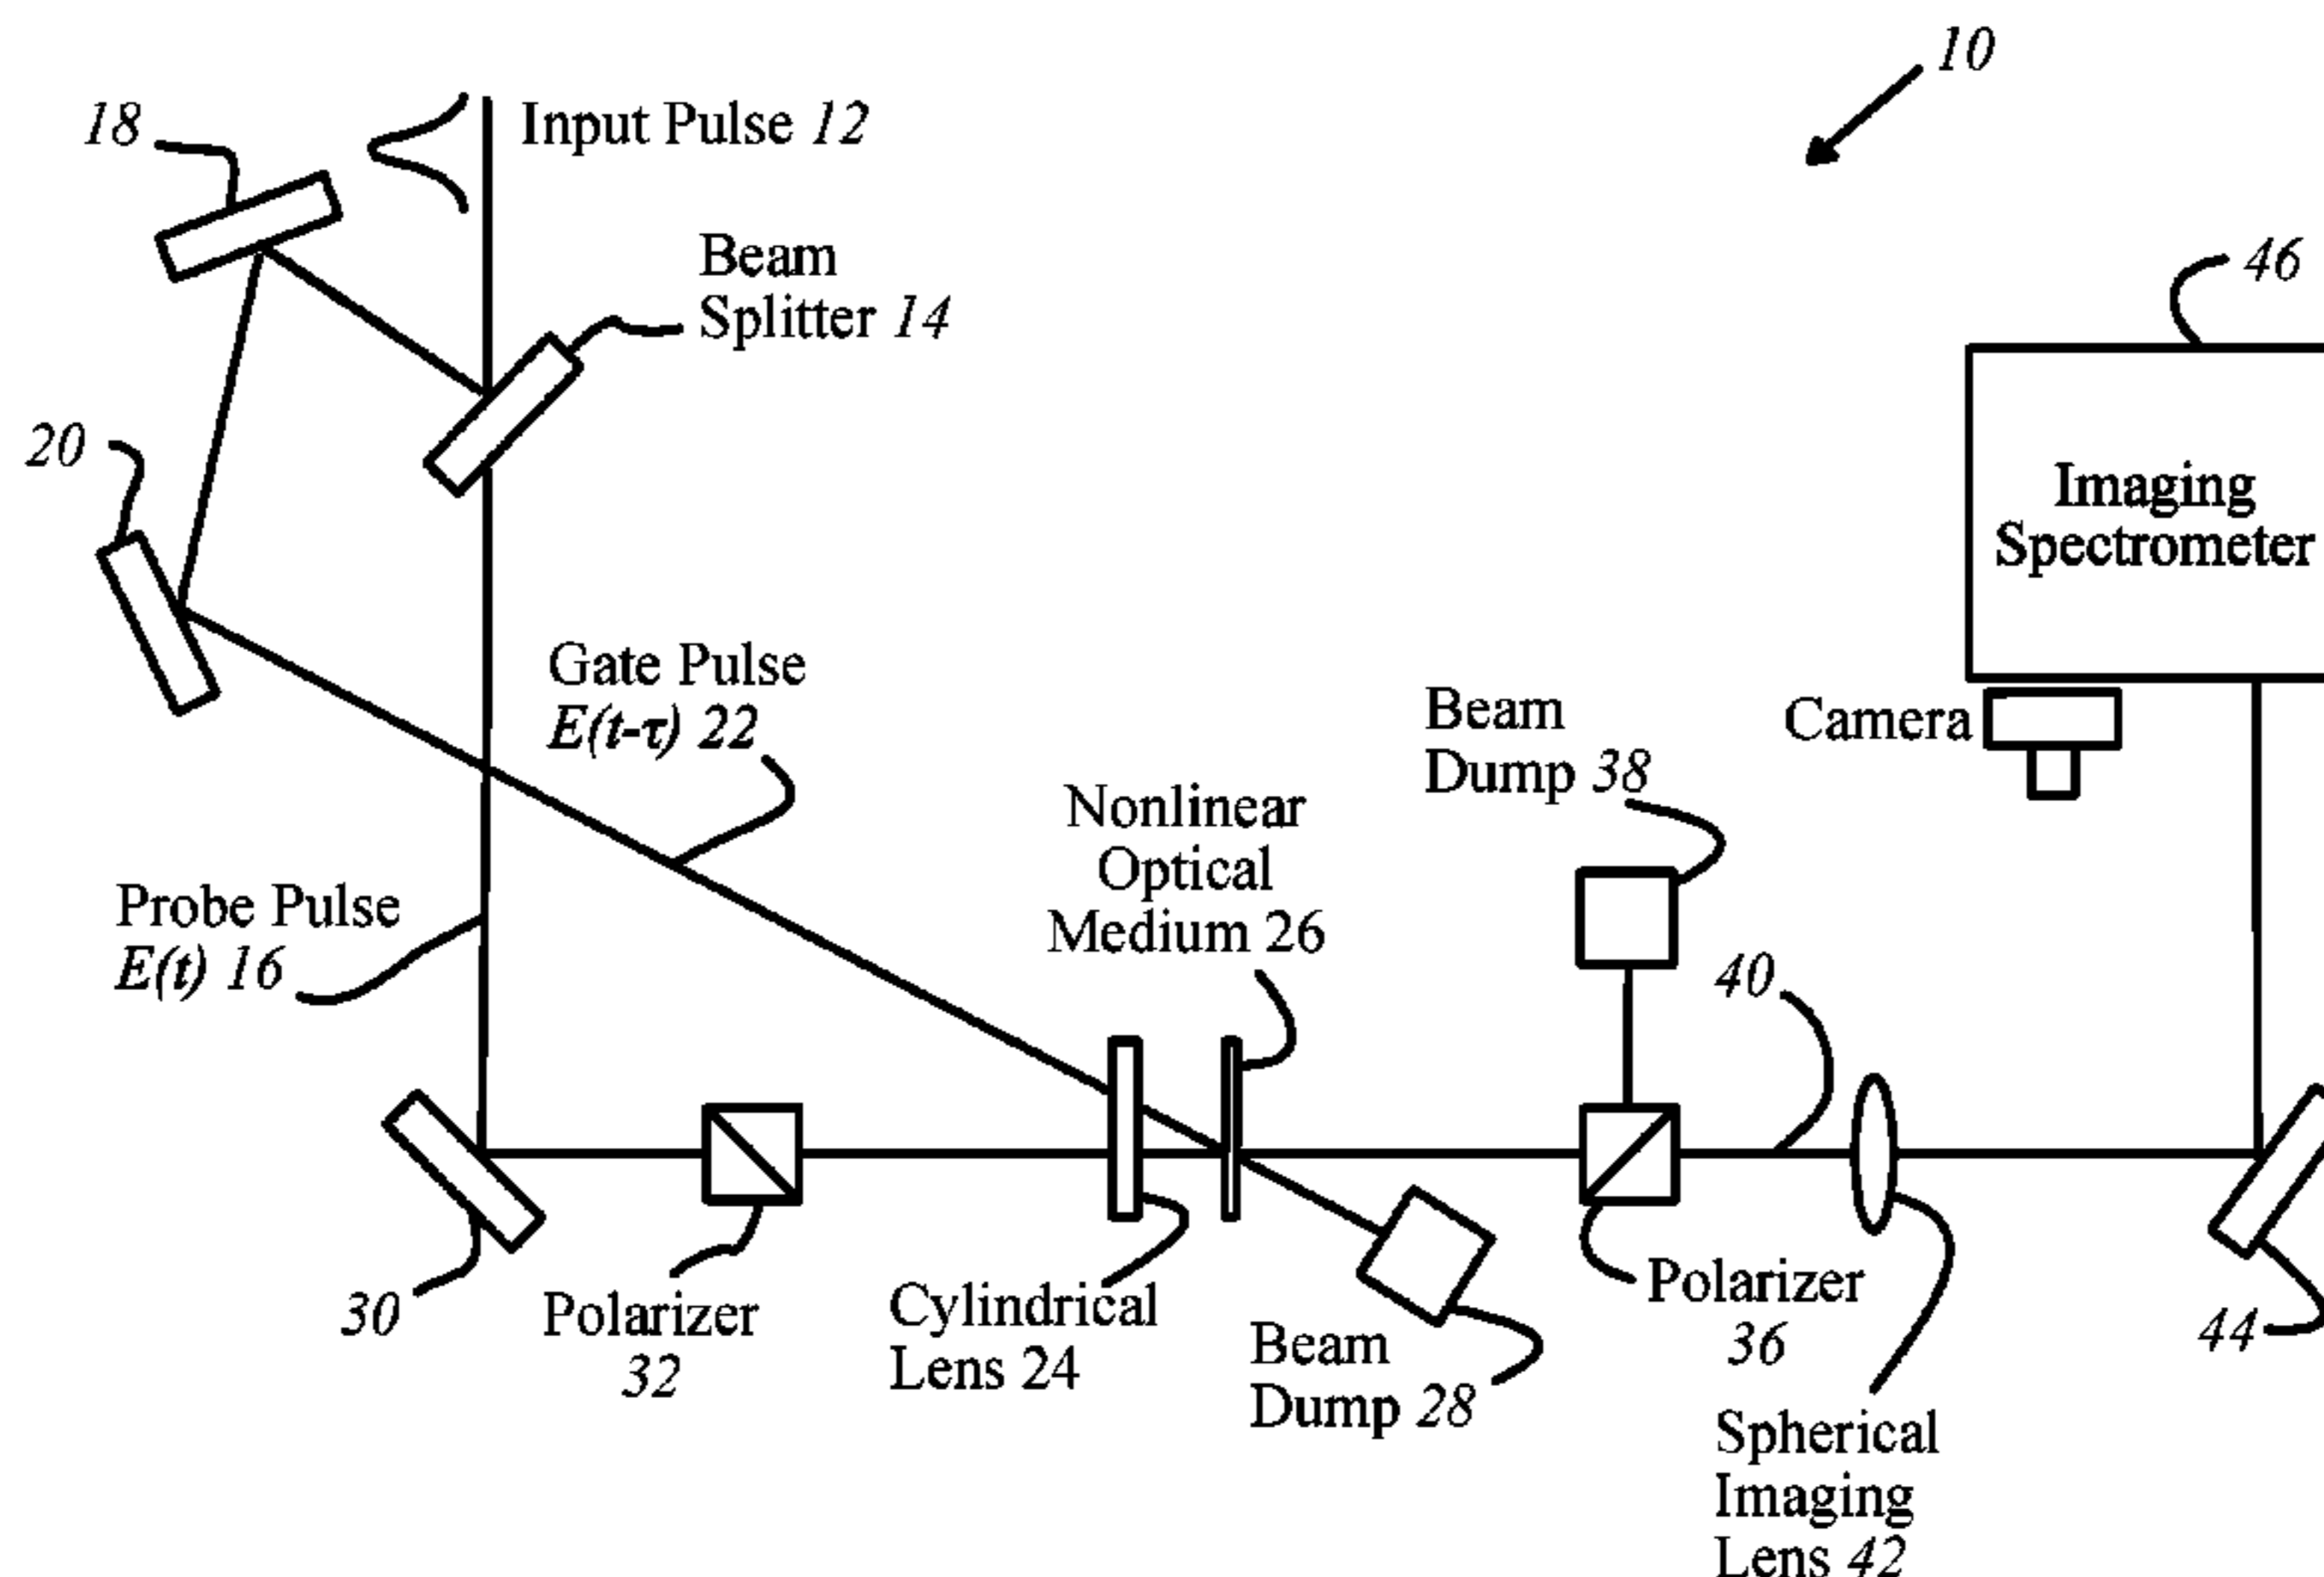 10
18
Input Pulse 12
Beam
Splitter 14
46
20
Imaging
Spectrometer
Gate Pulse
E(t-τ) 22
Beam
Dump 38
Camera
Nonlinear
Optical
Medium 26
Probe Pulse
E(t) 16
40
30
Polarizer
32
Cylindrical
Lens 24
Beam
Dump 28
Polarizer
36
44
Spherical
Imaging
Lens 42